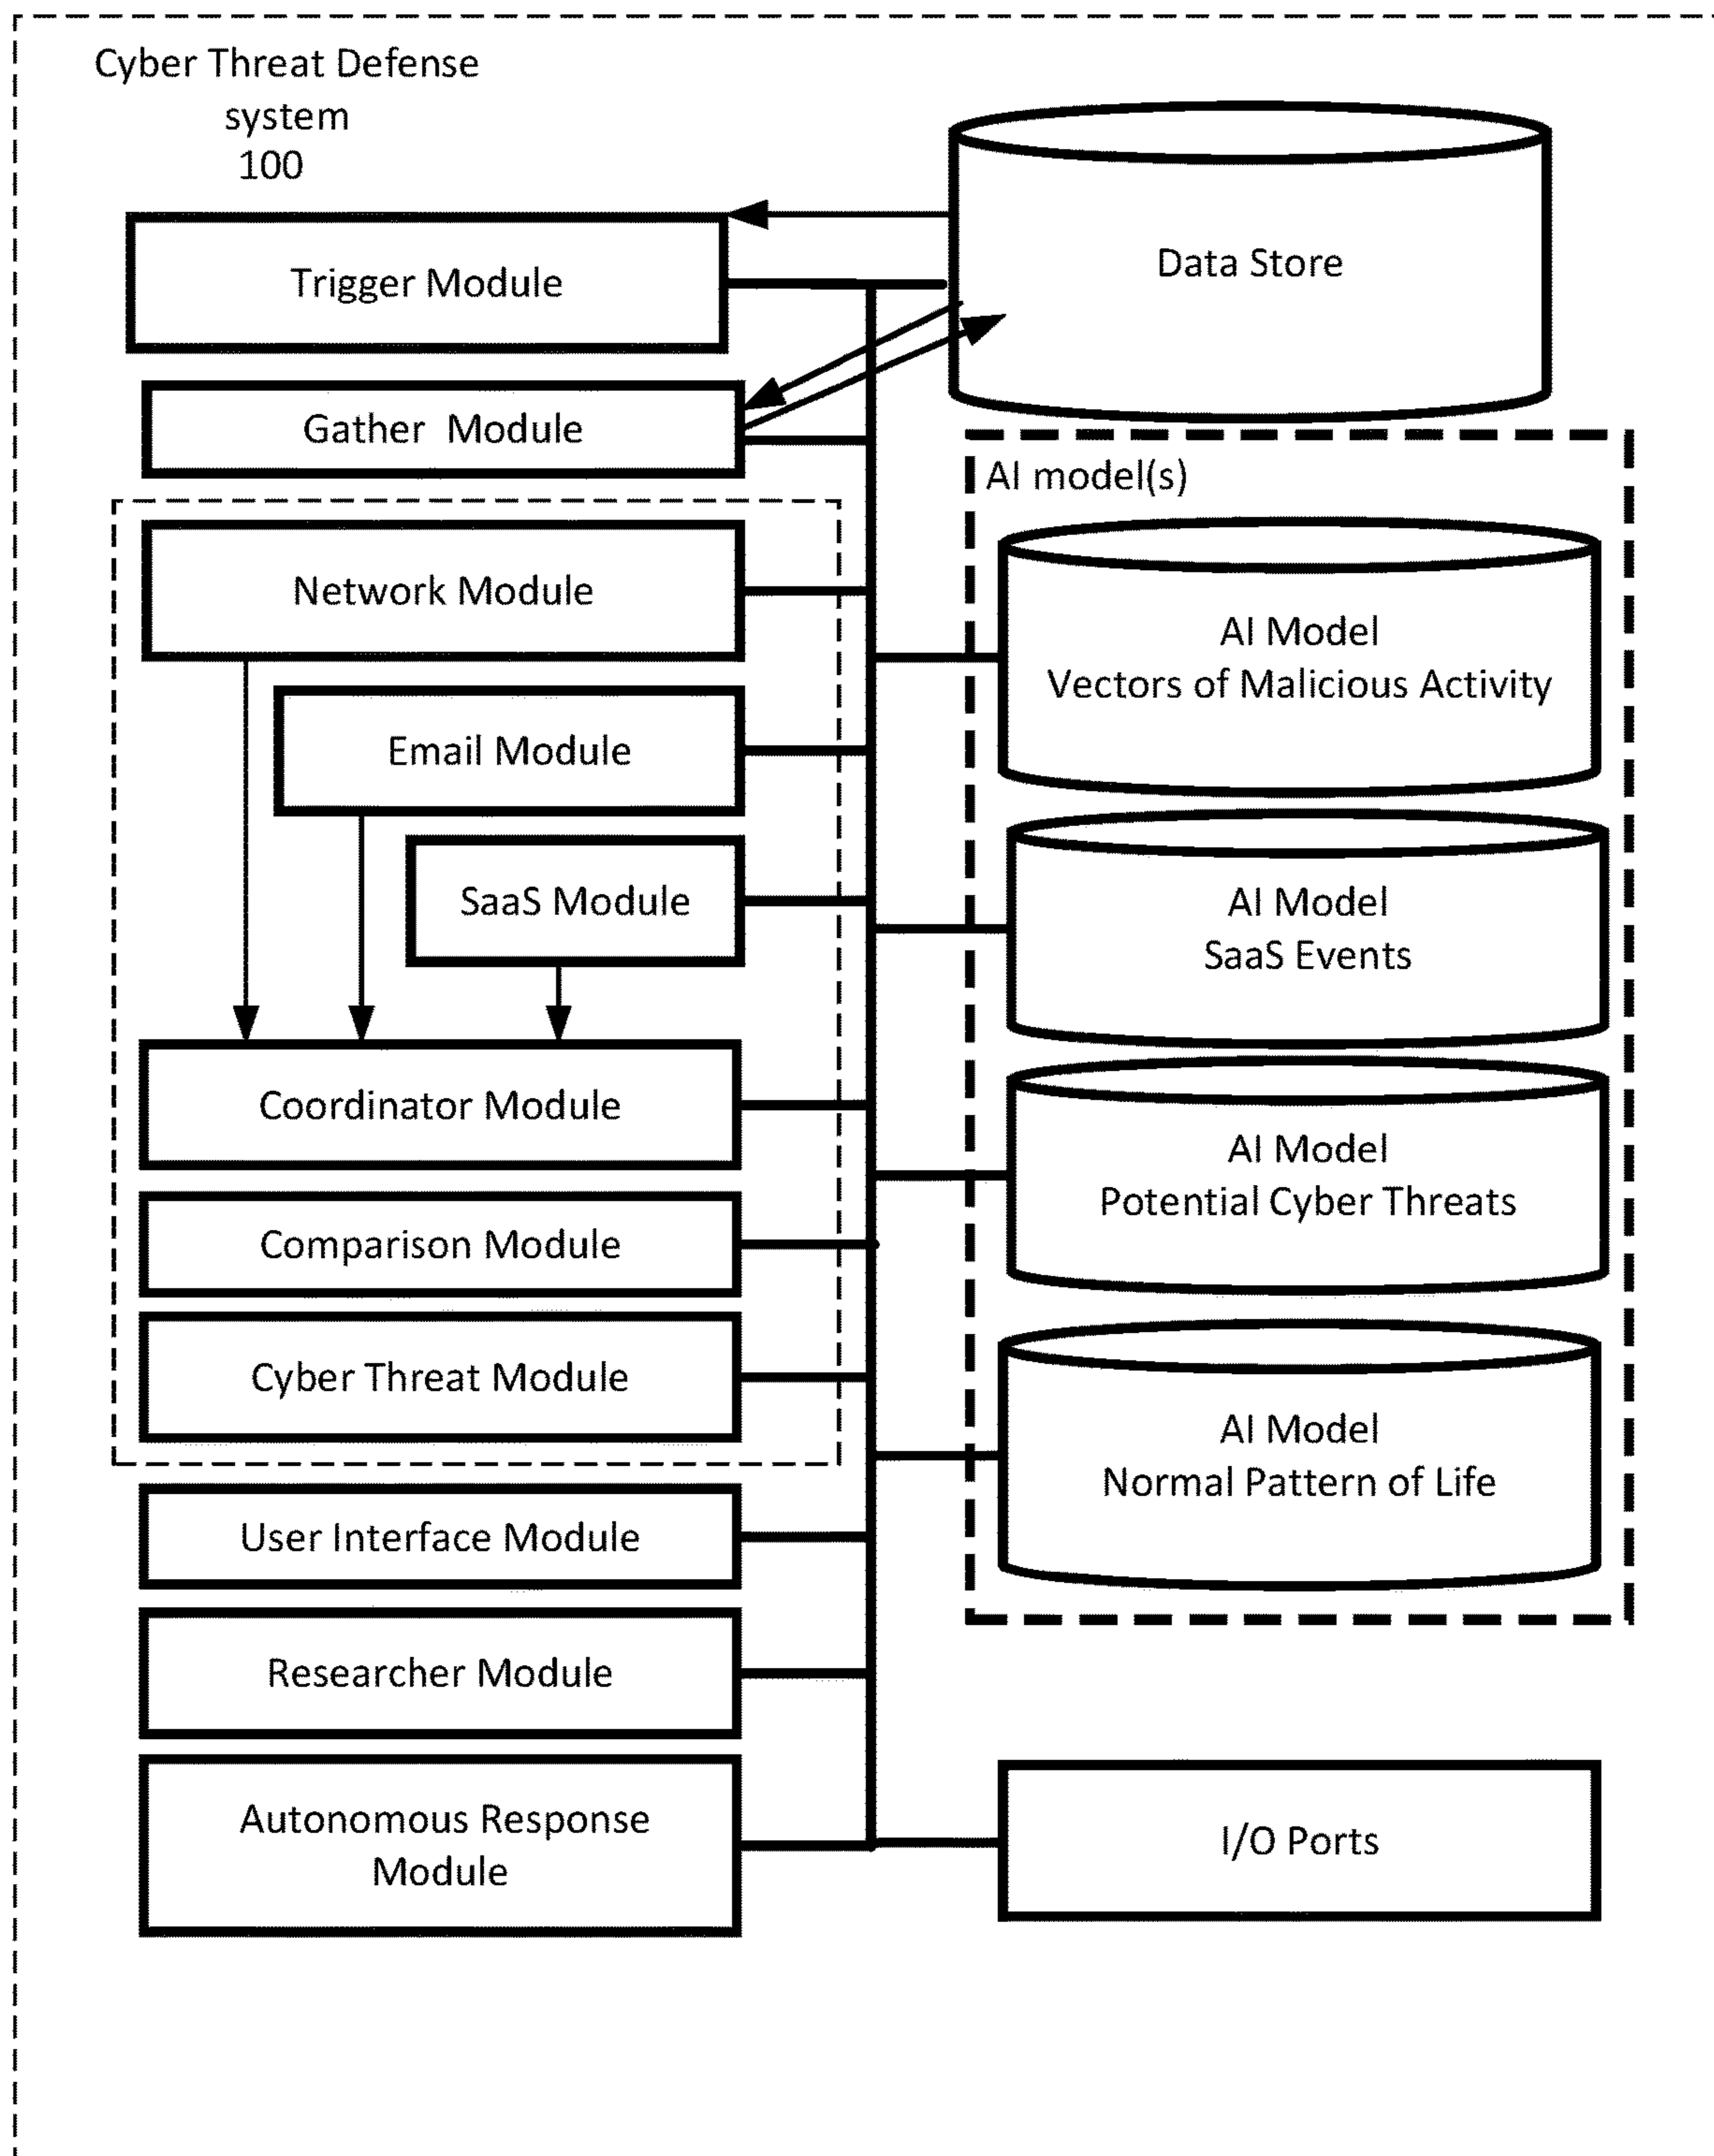 Cyber Threat Defense
system
100
Trigger Module
Data Store
Gather Module
AI model(s)
Network Module
AI Model
Vectors of Malicious Activity
Email Module
SaaS Module
AI Model
SaaS Events
Coordinator Module
AI Model
Potential Cyber Threats
Comparison Module
Cyber Threat Module
AI Model
Normal Pattern of Life
User Interface Module
Researcher Module
Autonomous Response
Module
I/O Ports